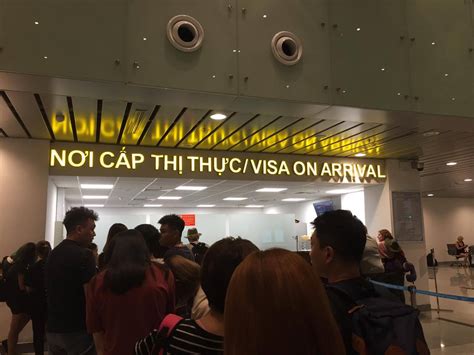 NƠI CẤP THỊ THỰC/VISA ON ARRIVAL